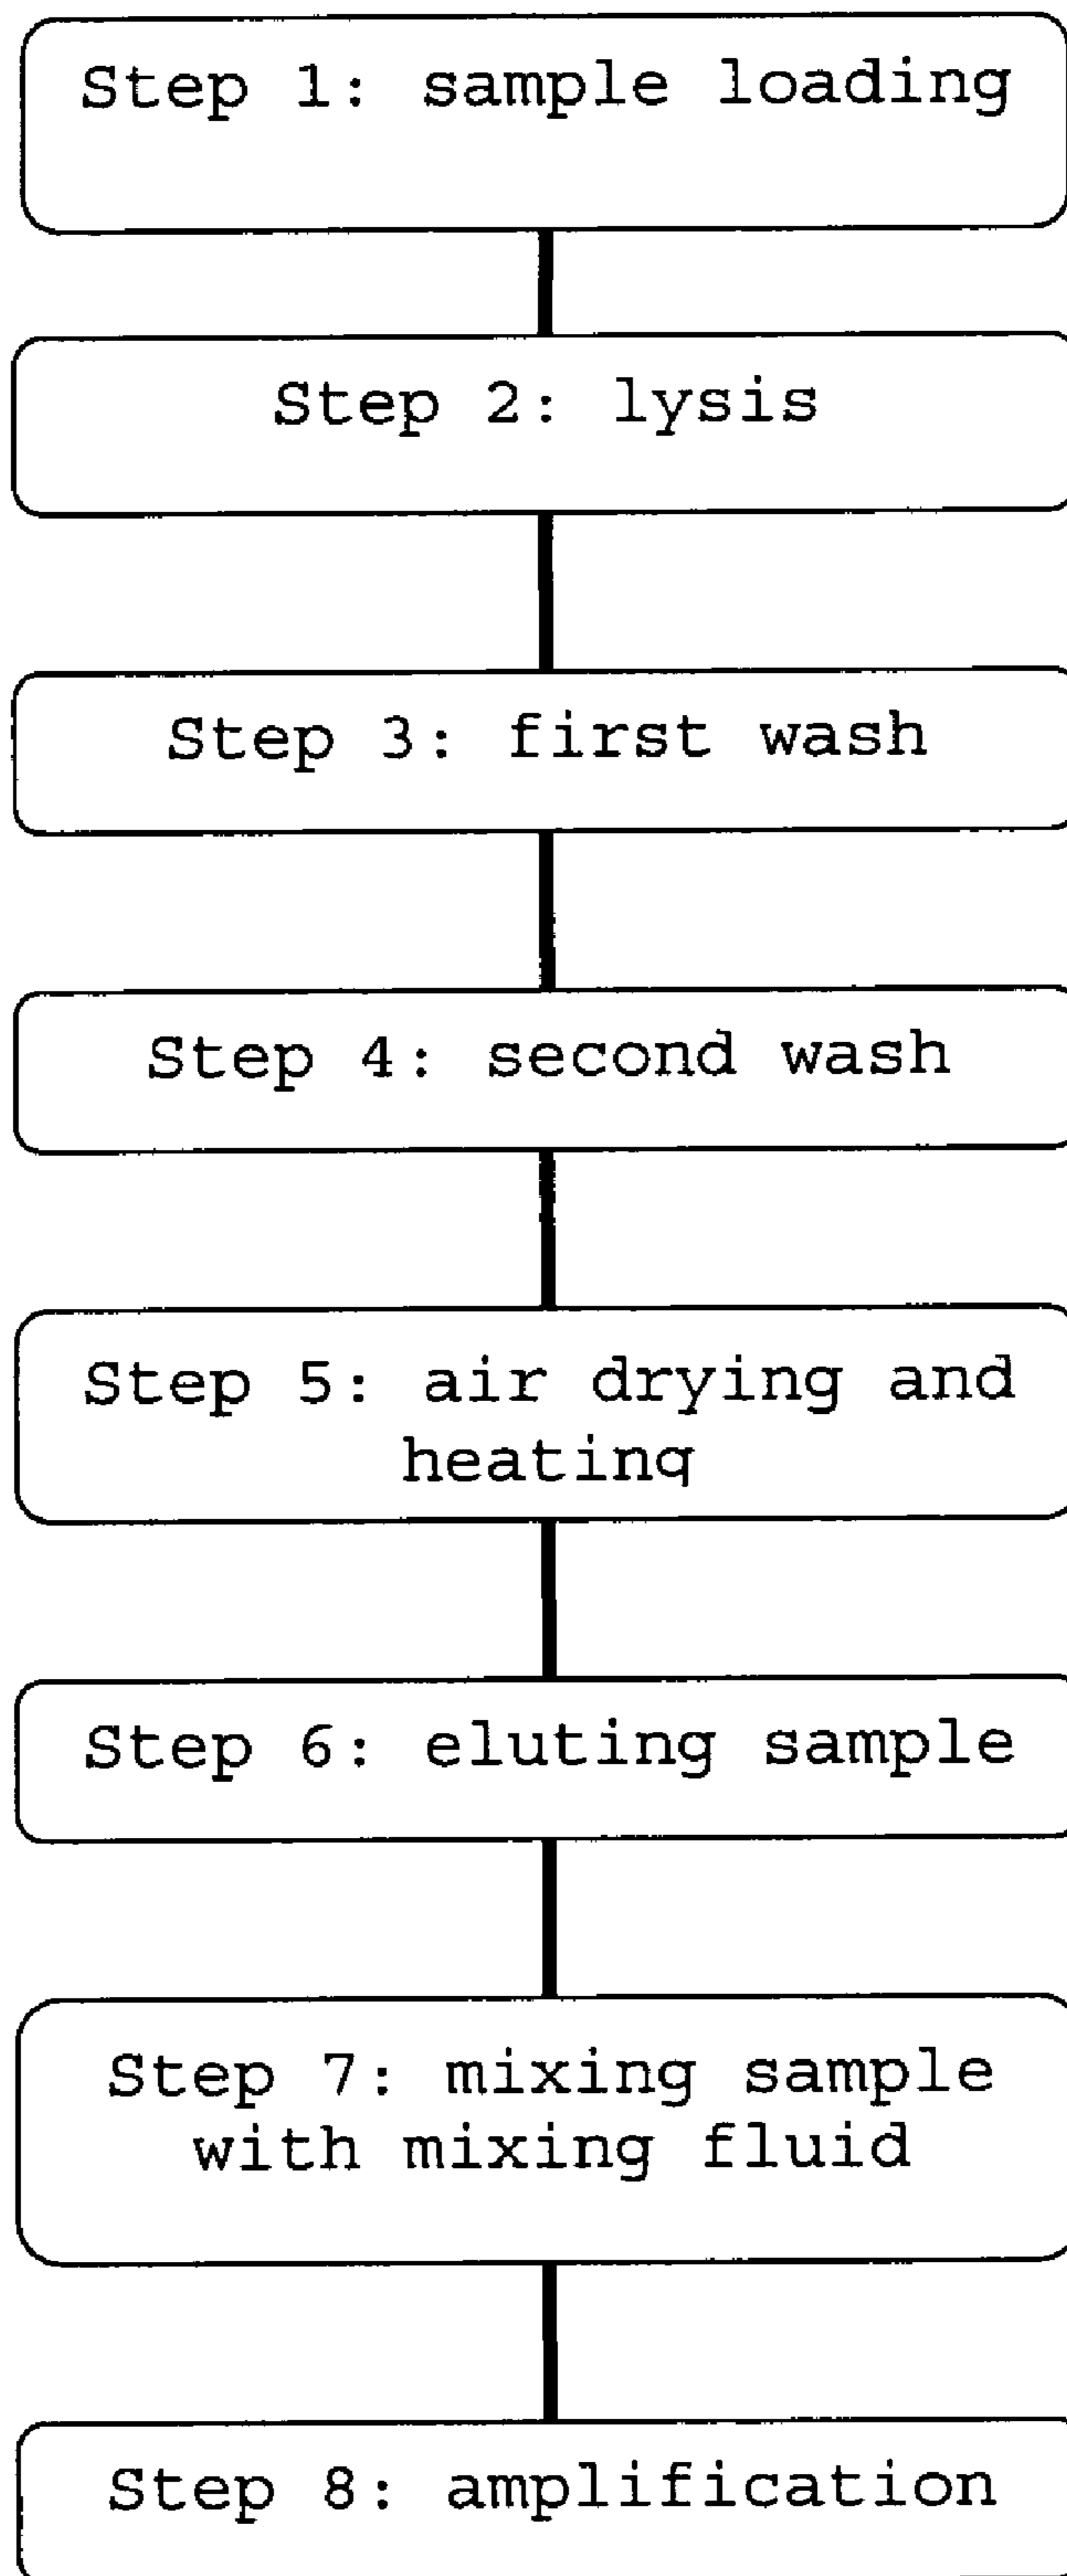 Step 1: sample loading
Step 2: lysis
Step 3: first wash
Step 4: second wash
Step 5: air drying and
heating
Step 6: eluting sample
Step 7: mixing sample
with mixing fluid
Step 8: amplification